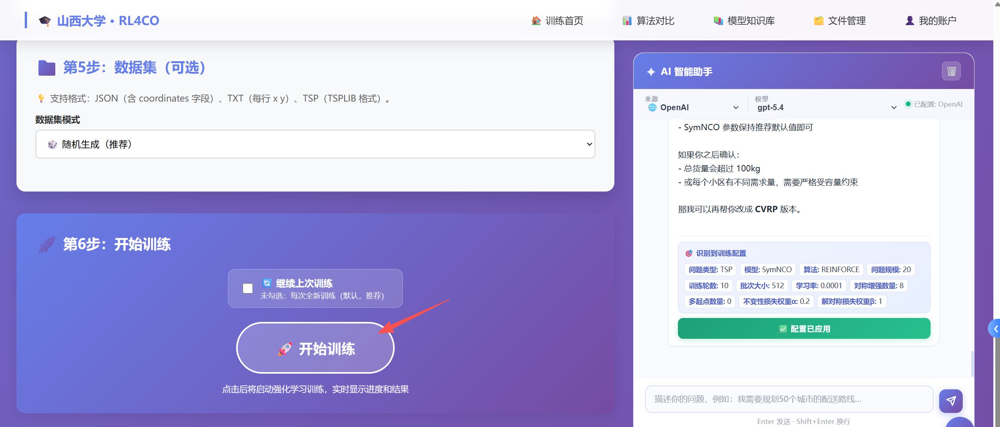 山西大学 • RL4CO
训练首页
算法对比
模型知识库
文件管理
我的账户
第5步：数据集（可选）
支持格式：JSON（含 coordinates 字段）、TXT（每行 x y）、TSP（TSPLIB 格式）。
数据集模式
随机生成（推荐）
第6步：开始训练
继续上次训练
未勾选：每次全新训练（默认，推荐）
开始训练
点击后将启动强化学习训练，实时显示进度和结果
AI 智能助手
来源
OpenAI
模型
gpt-5.4
已配置: OpenAI
- SymNCO 参数保持推荐默认值即可
如果你之后确认：
- 总货量会超过 100kg
- 或每个小区有不同需求量，需要严格受容量约束
那我可以再帮你改成 CVRP 版本。
识别到训练配置
问题类型: TSP 模型: SymNCO 算法: REINFORCE 问题规模: 20
训练轮数: 10 批次大小: 512 学习率: 0.0001 对称增强数量: 8
多起点数量: 0 不变性损失权重α: 0.2 解对称损失权重β: 1
配置已应用
描述你的问题，例如：我需要规划50个城市的配送路线...
Enter 发送 · Shift+Enter 换行